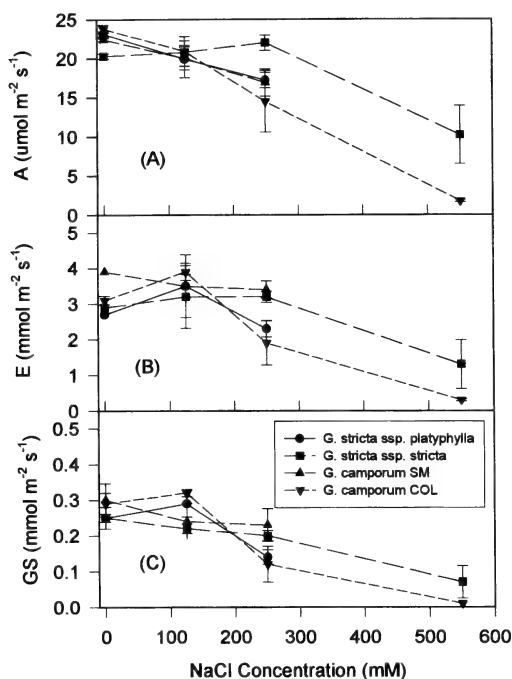 25
20
15
10
5
0
A (umol m-2 s-1)
(A)
6
5
4
3
2
1
0
E (mmol m-2 s-1)
(B)
0.5
0.4
0.3
0.2
0.1
0.0
GS (mmol m-2 s-1)
(C)
G. stricta ssp. platyphylla
G. stricta ssp. stricta
G. camporum SM
G. camporum COL
0 100 200 300 400 500 600
NaCl Concentration (mM)